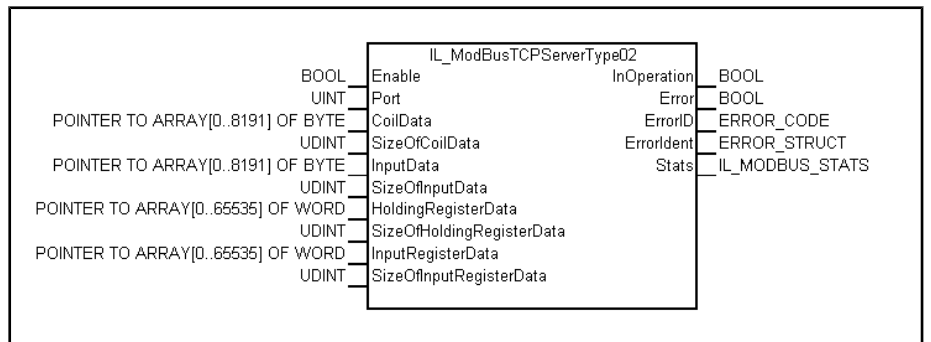 IL_ModBusTCPServerType02
BOOL Enable InOperation BOOL
UINT Port Error BOOL
POINTER TO ARRAY[0..8191] OF BYTE CoilData ErrorID ERROR_CODE
UDINT SizeOfCoilData ErrorIdent ERROR_STRUCT
POINTER TO ARRAY[0..8191] OF BYTE InputData Stats IL_MODBUS_STATS
UDINT SizeOfInputData
POINTER TO ARRAY[0..65535] OF WORD HoldingRegisterData
UDINT SizeOfHoldingRegisterData
POINTER TO ARRAY[0..65535] OF WORD InputRegisterData
UDINT SizeOfInputRegisterData